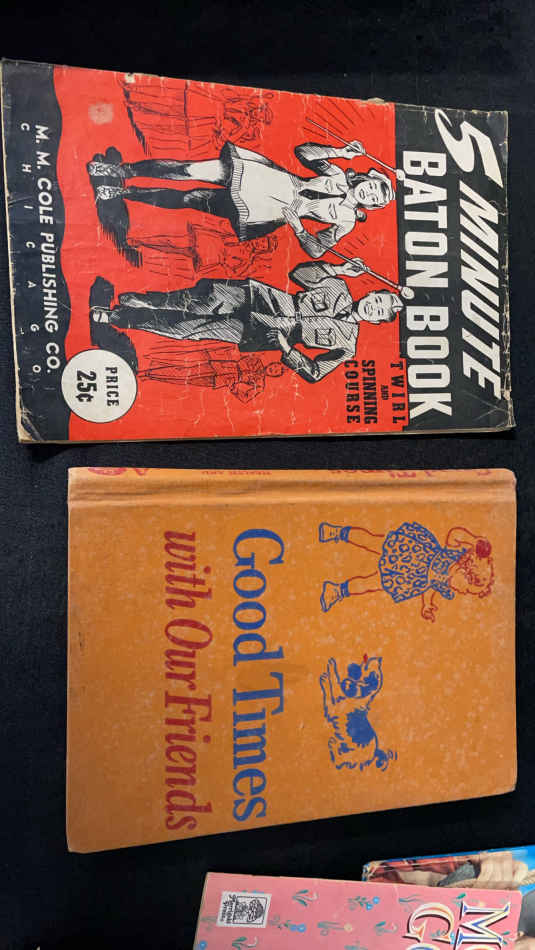 5 MINUTE
BATON BOOK
TWIRL
AND
SPINNING
COURSE
PRICE
25¢
M. M. COLE PUBLISHING CO.
CHICAGO
Good Times
with Our Friends